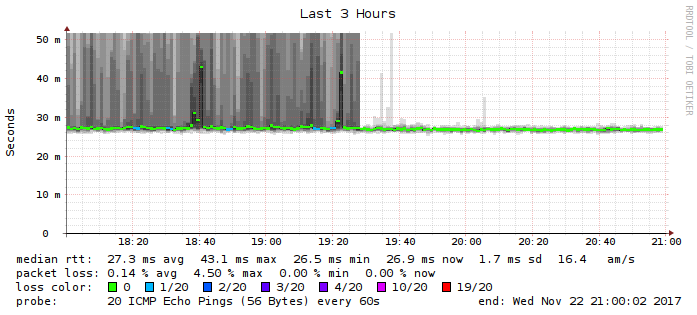 Last 3 Hours
RRDTOOL / TOBI OETIKER
Seconds
50 m
40 m
30 m
20 m
10 m
0
18:20 18:40 19:00 19:20 19:40 20:00 20:20 20:40 21:00
median rtt: 27.3 ms avg 43.1 ms max 26.5 ms min 26.9 ms now 1.7 ms sd 16.4 am/s
packet loss: 0.14 % avg 4.50 % max 0.00 % min 0.00 % now
loss color: 0 1/20 2/20 3/20 4/20 10/20 19/20
probe: 20 ICMP Echo Pings (56 Bytes) every 60s end: Wed Nov 22 21:00:02 2017